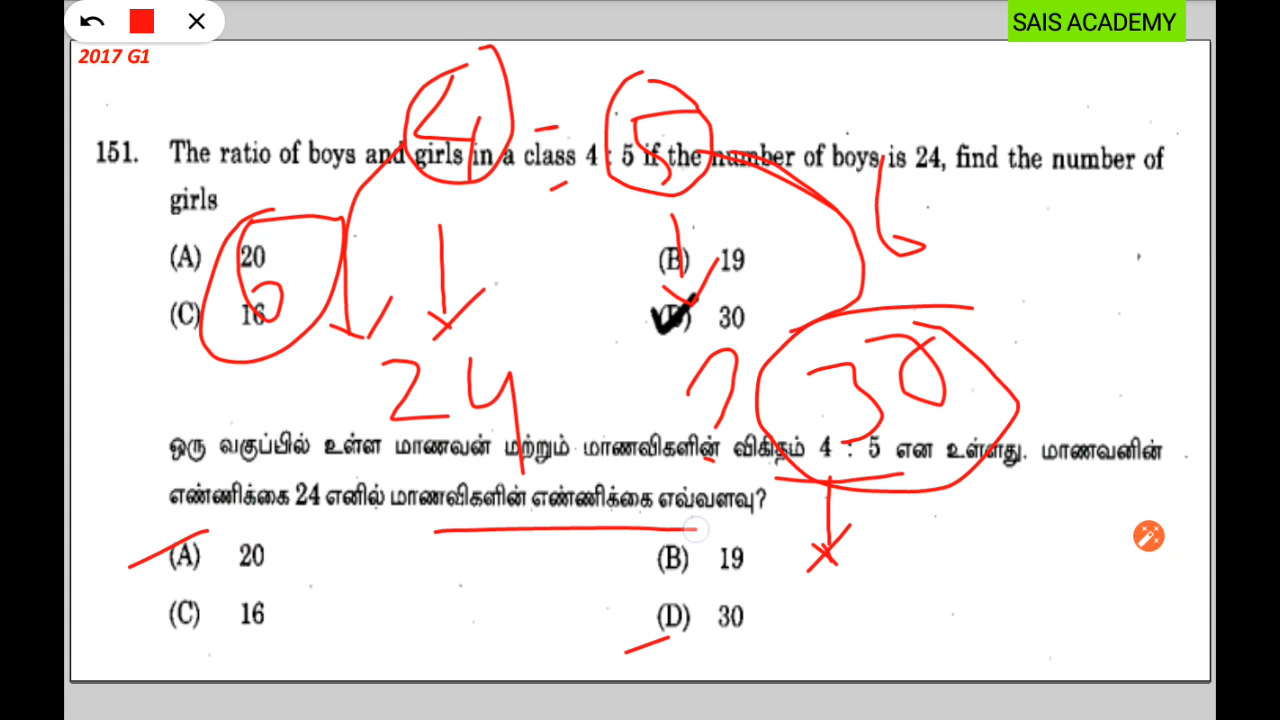 SAIS ACADEMY
2017 G1
4 : 5
151. The ratio of boys and girls in a class 4 : 5 if the number of boys is 24, find the number of
girls
6
(A) 20 (B) 19
(C) 16 (D) 30
6
24 ? 30
ஒரு வகுப்பில் உள்ள மாணவன் மற்றும் மாணவிகளின் விகிதம் 4 : 5 என உள்ளது. மாணவனின்
எண்ணிக்கை 24 எனில் மாணவிகளின் எண்ணிக்கை எவ்வளவு?
(A) 20 (B) 19
(C) 16 (D) 30